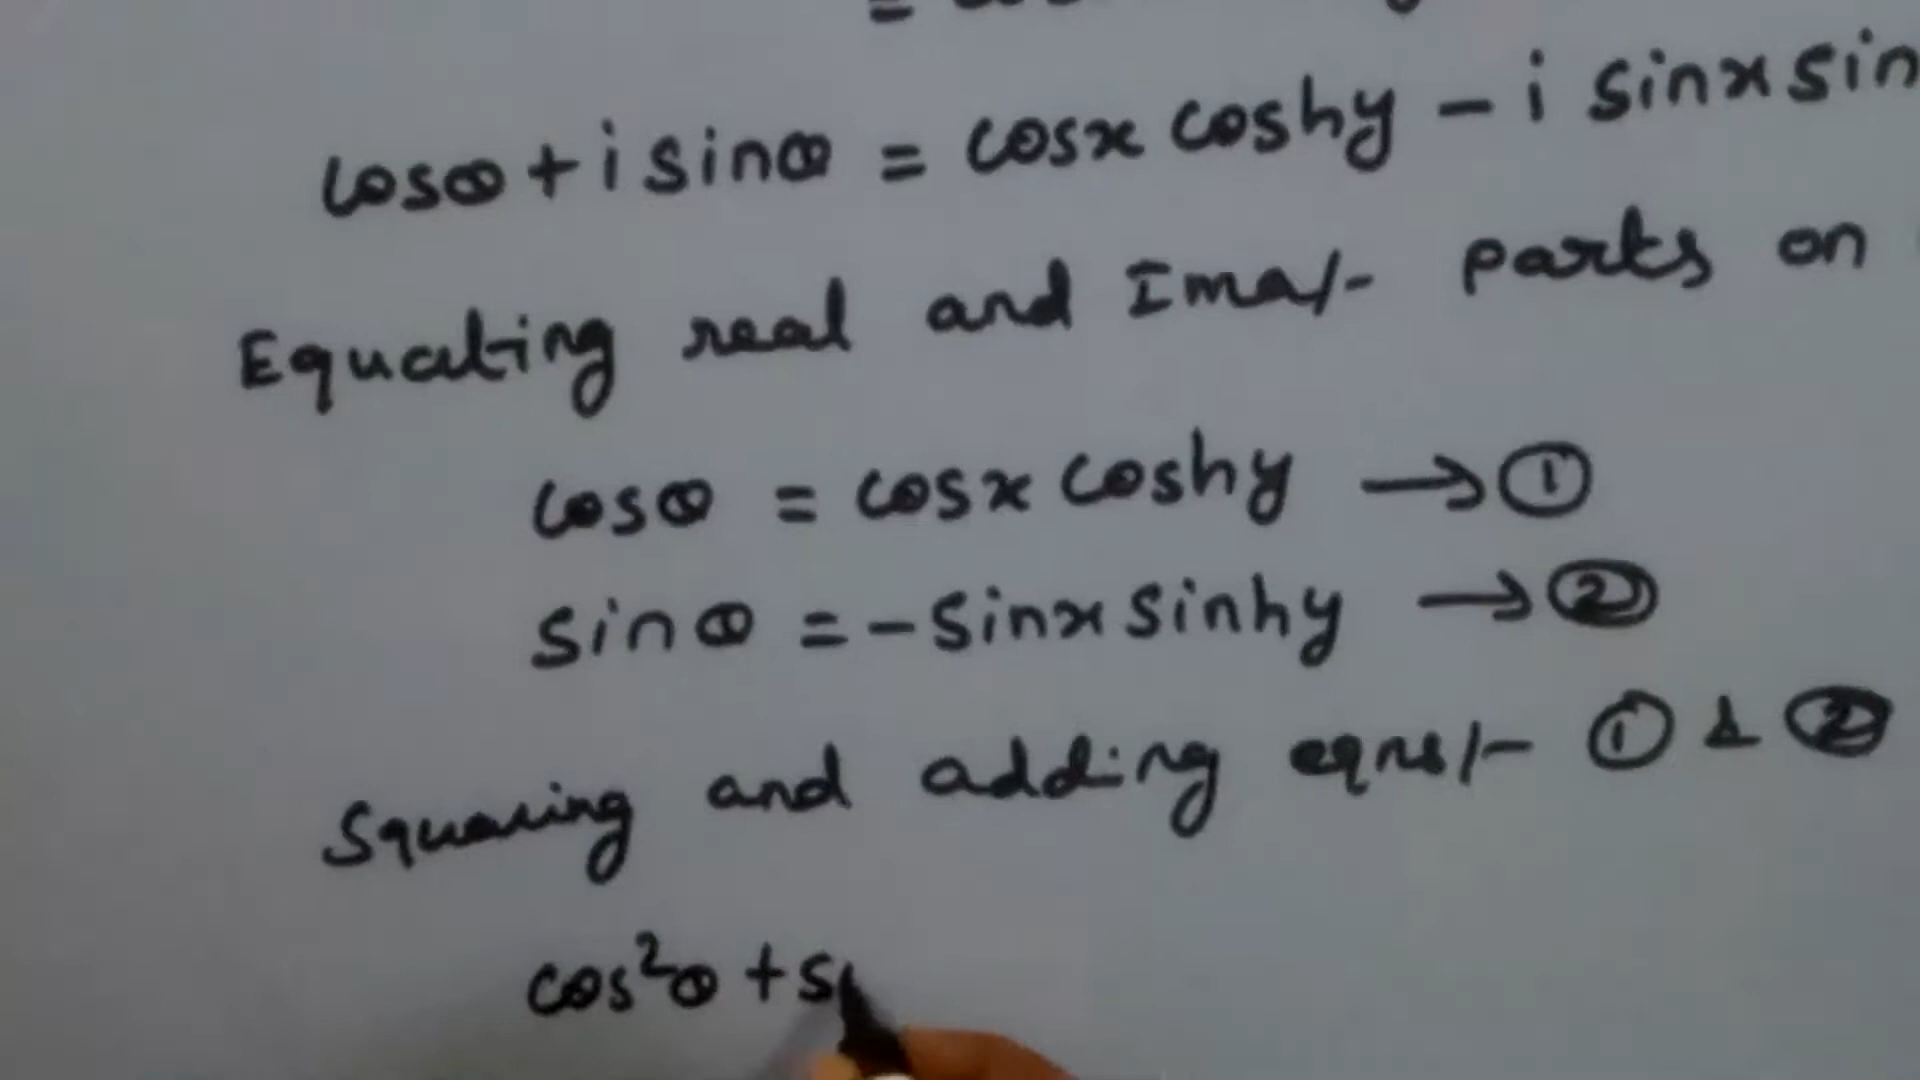 cosθ + i sinθ = cosx coshy - i sinx sin
Equating real and Ima/- parts on
cosθ = cosx coshy → ①
sinθ = - sinx sinhy → ②
Squaring and adding eqns/- ① & ②
cos²θ + s